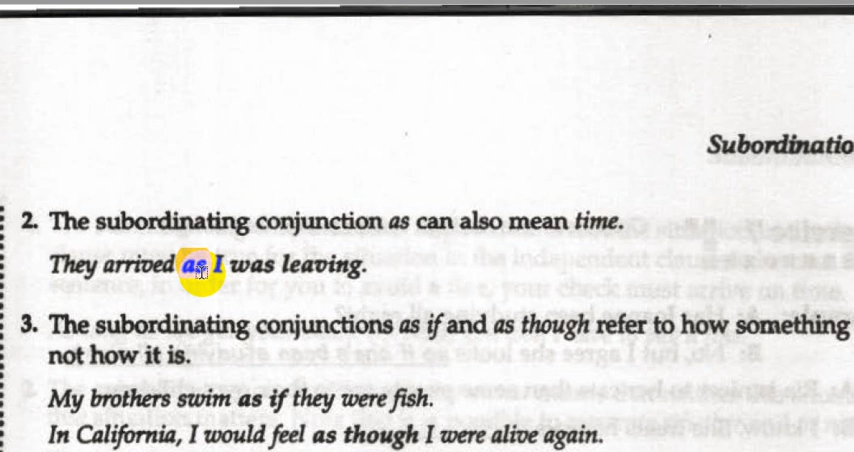 Subordinatio
2. The subordinating conjunction as can also mean time.
They arrived as I was leaving.
3. The subordinating conjunctions as if and as though refer to how something
not how it is.
My brothers swim as if they were fish.
In California, I would feel as though I were alive again.